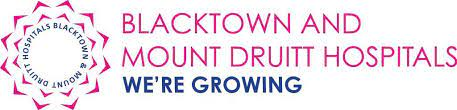 HOSPITALS BLACKTOWN & MOUNT DRUITT
BLACKTOWN AND
MOUNT DRUITT HOSPITALS
WE'RE GROWING